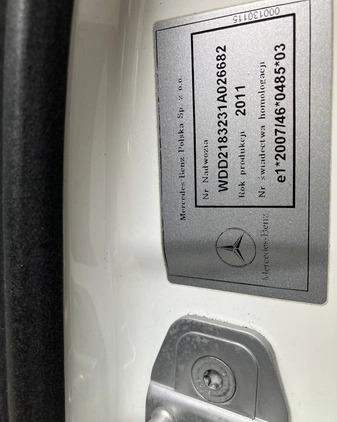 000130115
Mercedes-Benz Polska Sp. z o.o.
Nr Nadwozia
WDD2183231A026682
Rok produkcji 2011
Nr świadectwa homologacji
e1*2007/46*0485*03
Mercedes-Benz